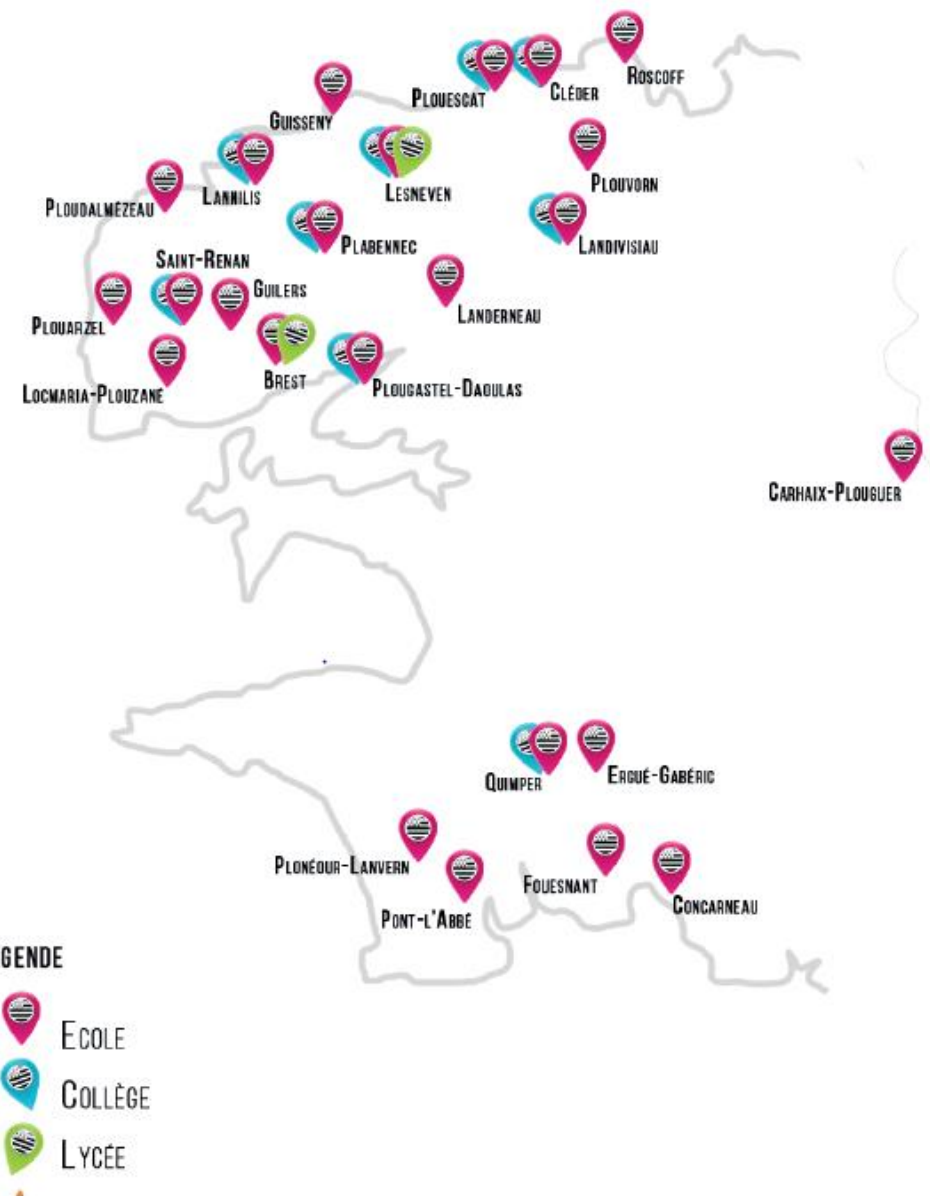 Roscoff
Plouescat
Cléder
Guisseny
Plouvorn
Lannilis
Lesneven
Ploudalmézeau
Plabennec
Landivisiau
Saint-Renan
Guilers
Landerneau
Plouarzel
Brest
Plougastel-Daoulas
Locmaria-Plouzané
Carhaix-Plouguer
Quimper
Ergué-Gabéric
Plonéour-Lanvern
Fouesnant
Concarneau
Pont-l'Abbé
GENDE
Ecole
Collège
Lycée